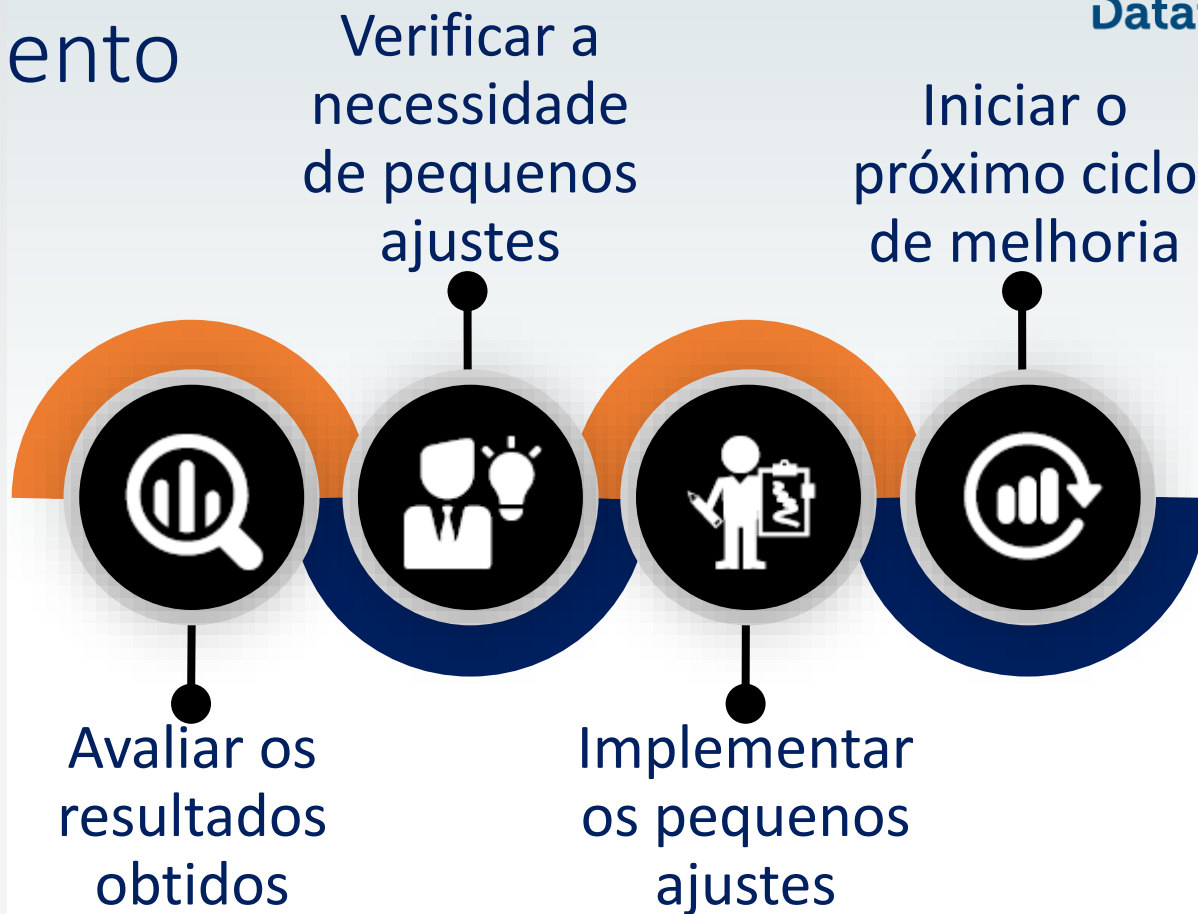 ento
Data
Verificar a
necessidade
de pequenos
ajustes
Iniciar o
próximo ciclo
de melhoria
Avaliar os
resultados
obtidos
Implementar
os pequenos
ajustes